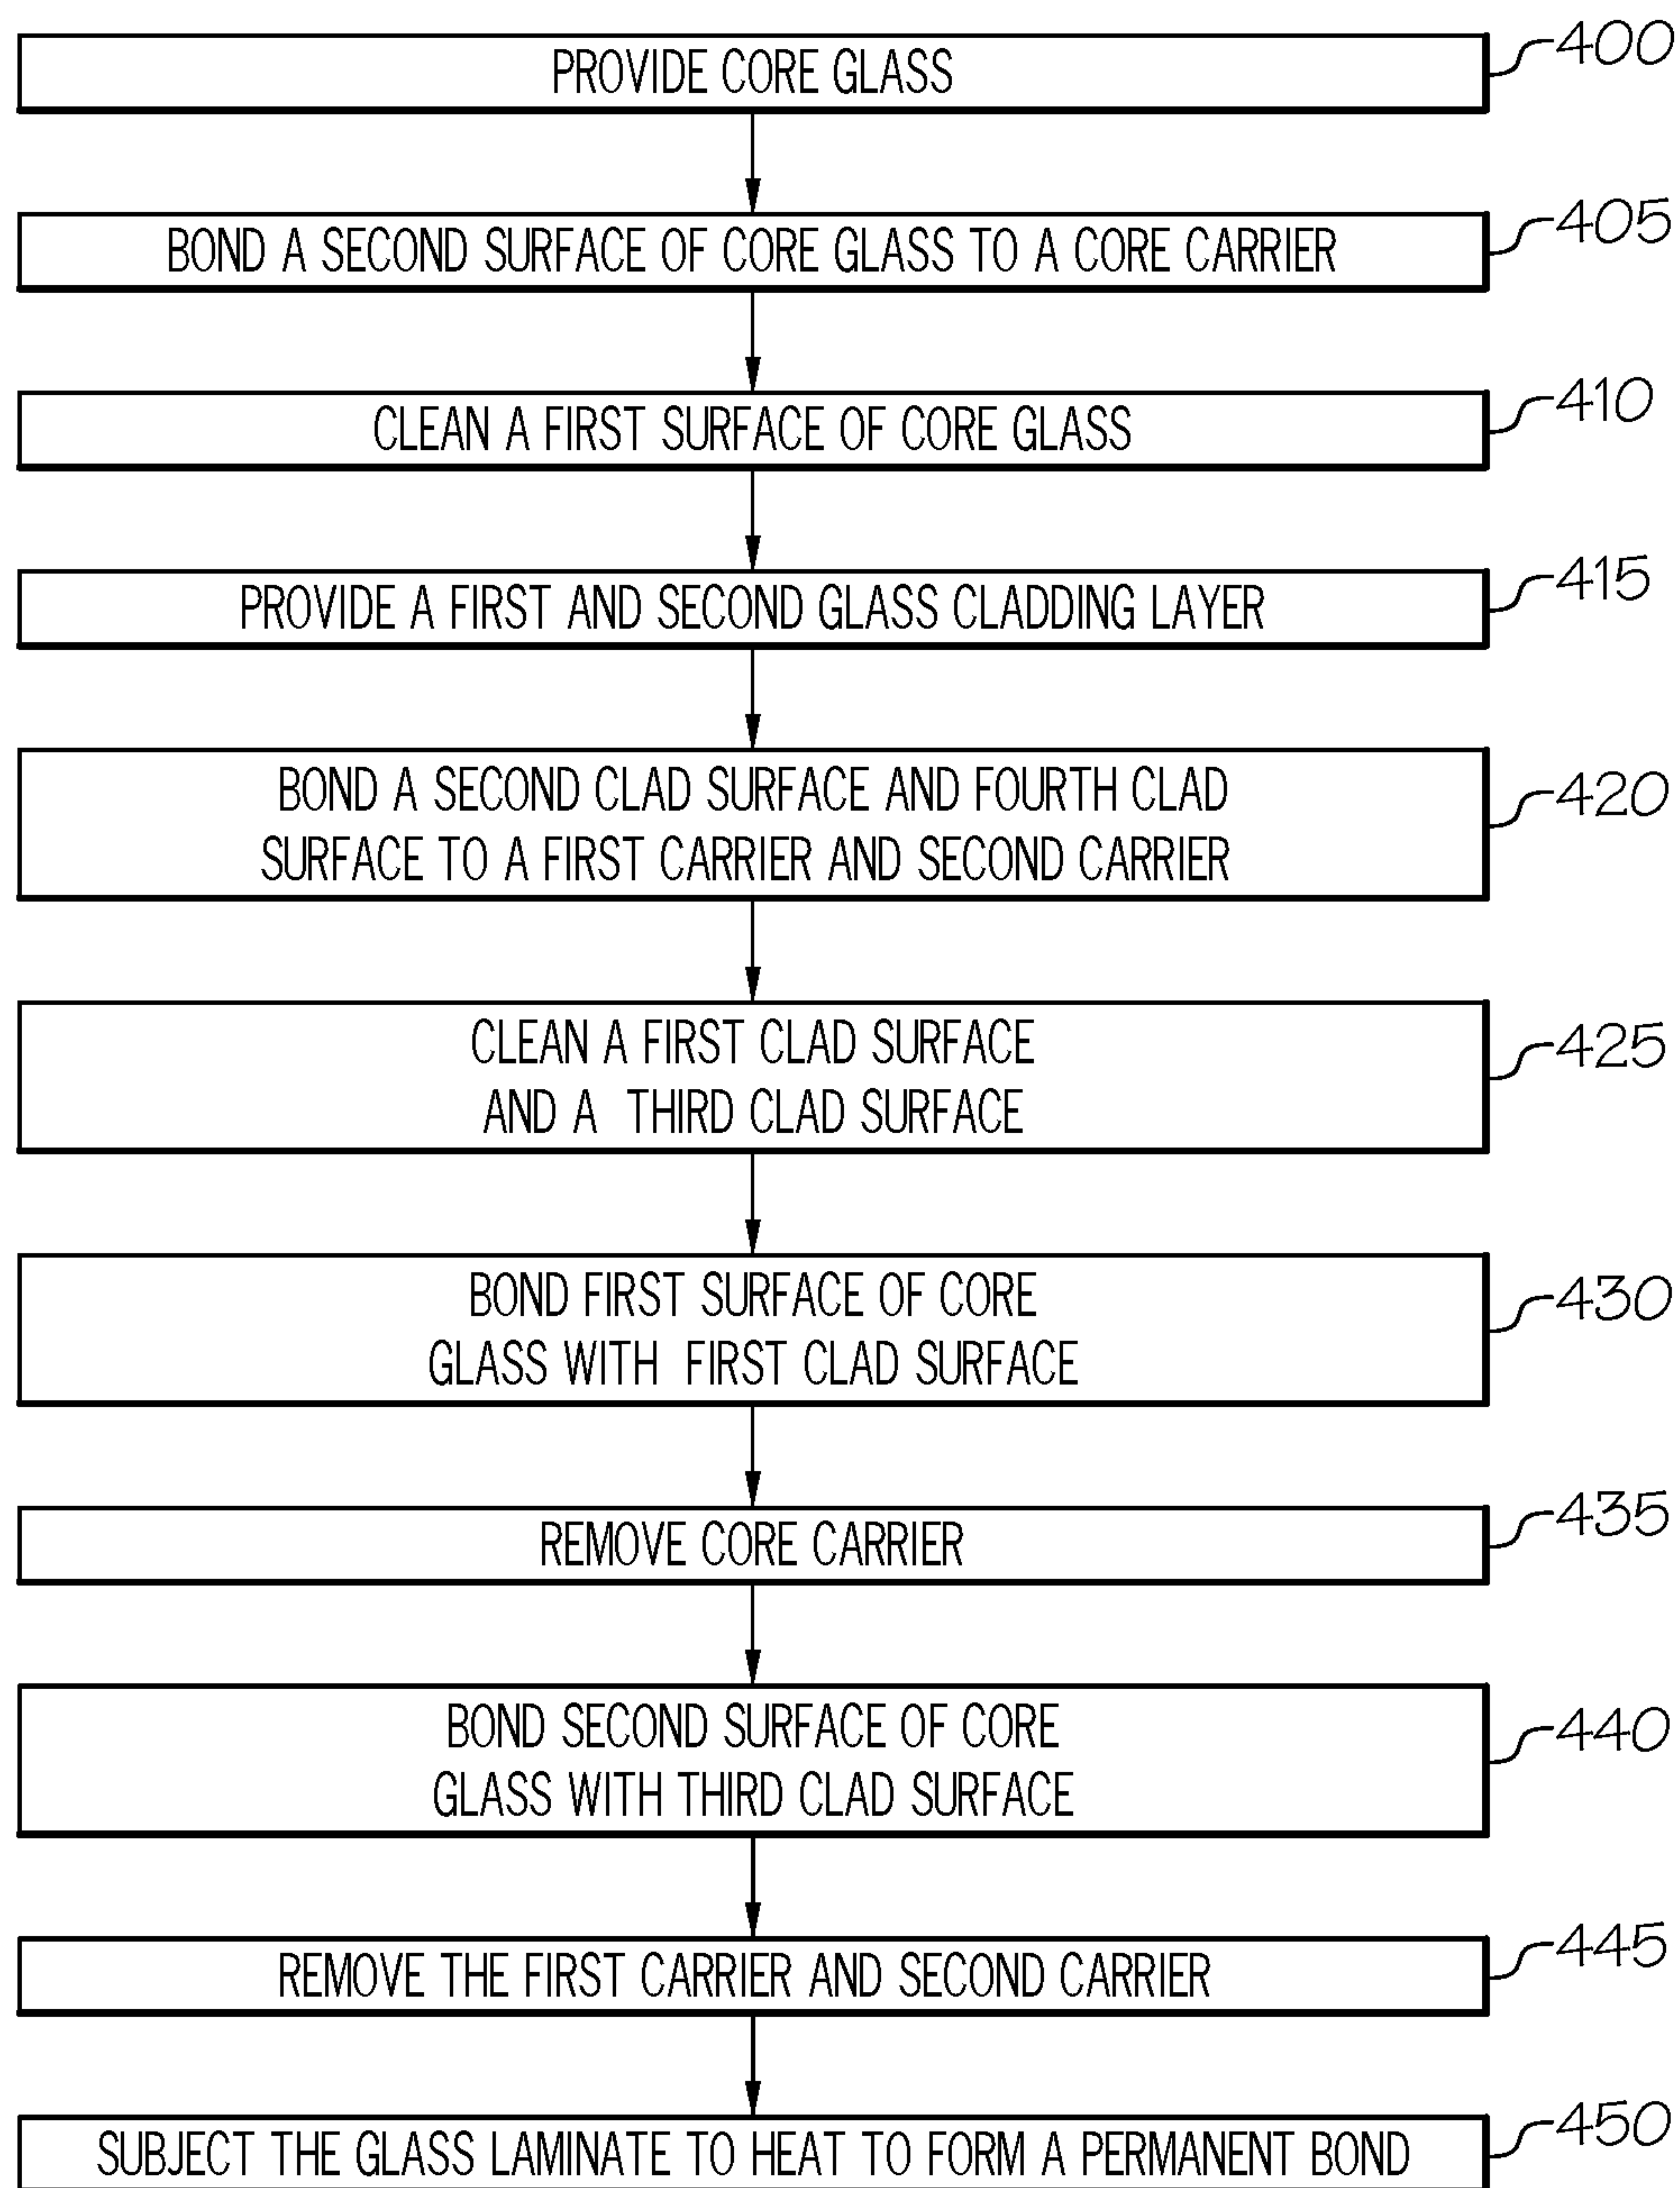 PROVIDE CORE GLASS
400
BOND A SECOND SURFACE OF CORE GLASS TO A CORE CARRIER
405
CLEAN A FIRST SURFACE OF CORE GLASS
410
PROVIDE A FIRST AND SECOND GLASS CLADDING LAYER
415
BOND A SECOND CLAD SURFACE AND FOURTH CLAD
SURFACE TO A FIRST CARRIER AND SECOND CARRIER
420
CLEAN A FIRST CLAD SURFACE
AND A THIRD CLAD SURFACE
425
BOND FIRST SURFACE OF CORE
GLASS WITH FIRST CLAD SURFACE
430
REMOVE CORE CARRIER
435
BOND SECOND SURFACE OF CORE
GLASS WITH THIRD CLAD SURFACE
440
REMOVE THE FIRST CARRIER AND SECOND CARRIER
445
SUBJECT THE GLASS LAMINATE TO HEAT TO FORM A PERMANENT BOND
450